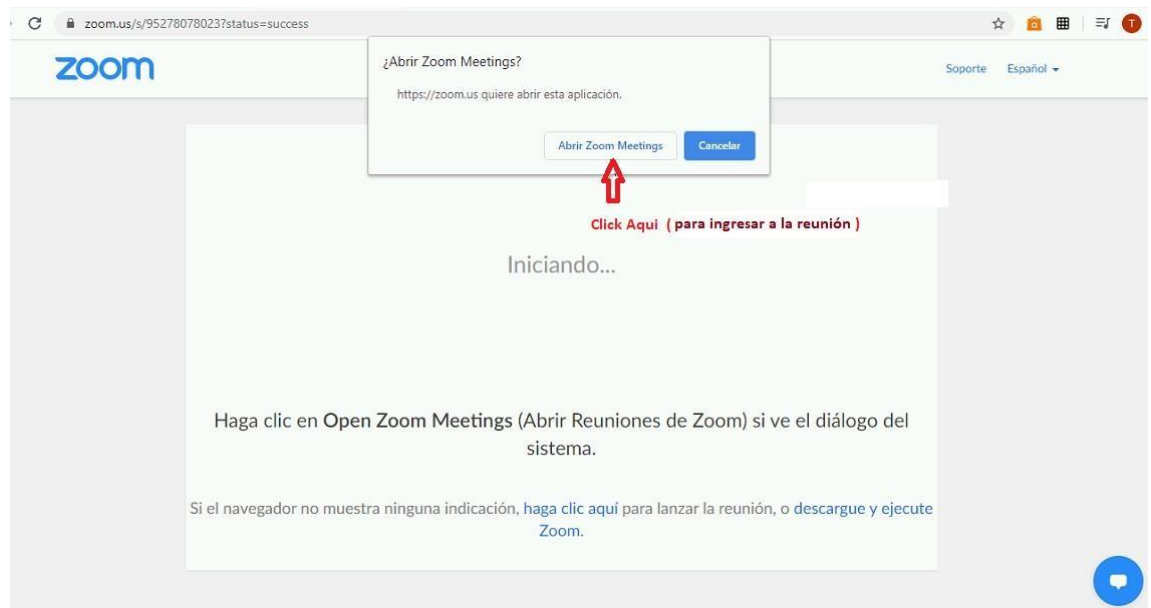 zoom.us/s/95278078023?status=success
T
zoom
¿Abrir Zoom Meetings?
https://zoom.us quiere abrir esta aplicación.
Abrir Zoom Meetings
Cancelar
Soporte
Español
Click Aqui ( para ingresar a la reunión )
Iniciando...
Haga clic en Open Zoom Meetings (Abrir Reuniones de Zoom) si ve el diálogo del
sistema.
Si el navegador no muestra ninguna indicación, haga clic aquí para lanzar la reunión, o descargue y ejecute
Zoom.